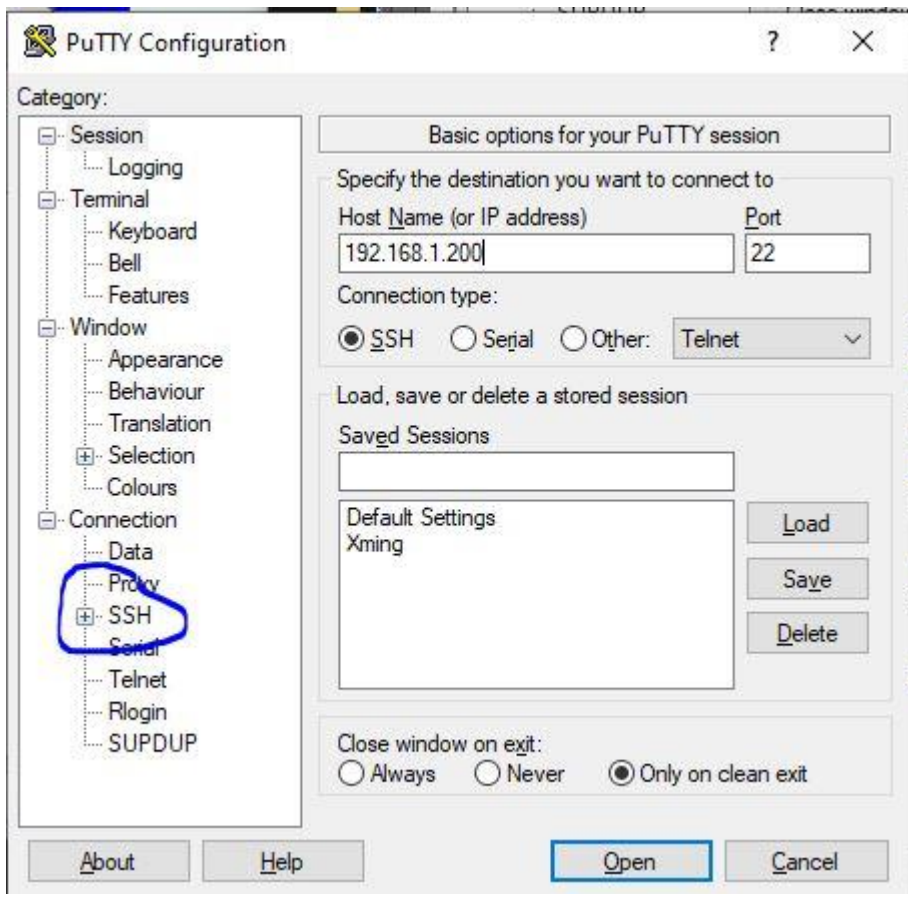 SUPDUP
Close window
PuTTY Configuration
?
Category:
Session
Logging
Terminal
Keyboard
Bell
Features
Window
Appearance
Behaviour
Translation
Selection
Colours
Connection
Data
Proxy
SSH
Serial
Telnet
Rlogin
SUPDUP
Basic options for your PuTTY session
Specify the destination you want to connect to
Host Name (or IP address) Port
192.168.1.200 22
Connection type:
SSH Serial Other: Telnet
Load, save or delete a stored session
Saved Sessions
Default Settings
Xming
Load
Save
Delete
Close window on exit:
Always Never Only on clean exit
About Help Open Cancel